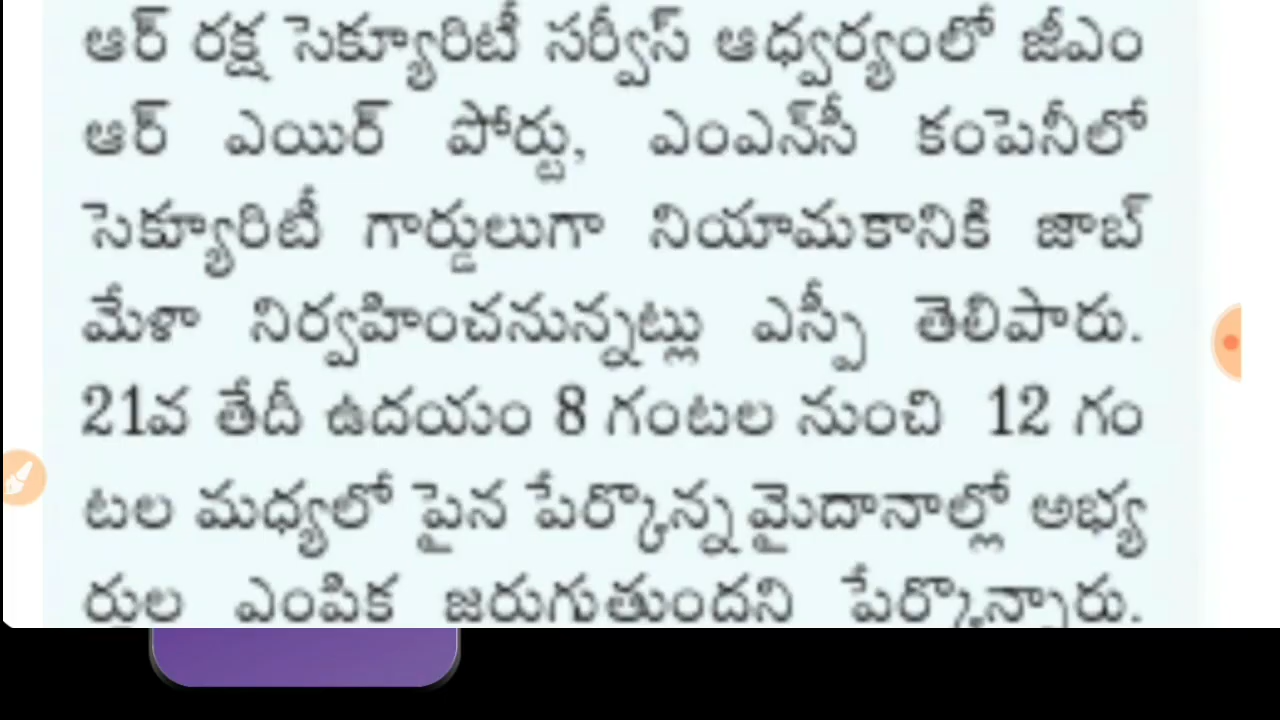 ఆర్ రక్ష సెక్యూరిటీ సర్వీస్ ఆధ్వర్యంలో జీఎం
ఆర్ ఎయిర్ పోర్టు, ఎంఎన్‌సీ కంపెనీలో
సెక్యూరిటీ గార్డులుగా నియామకానికి జాబ్
మేళా నిర్వహించనున్నట్లు ఎస్పీ తెలిపారు.
21వ తేదీ ఉదయం 8 గంటల నుంచి 12 గం
టల మధ్యలో పైన పేర్కొన్న మైదానాల్లో అభ్య
ర్థుల ఎంపిక జరుగుతుందని పేర్కొన్నారు.